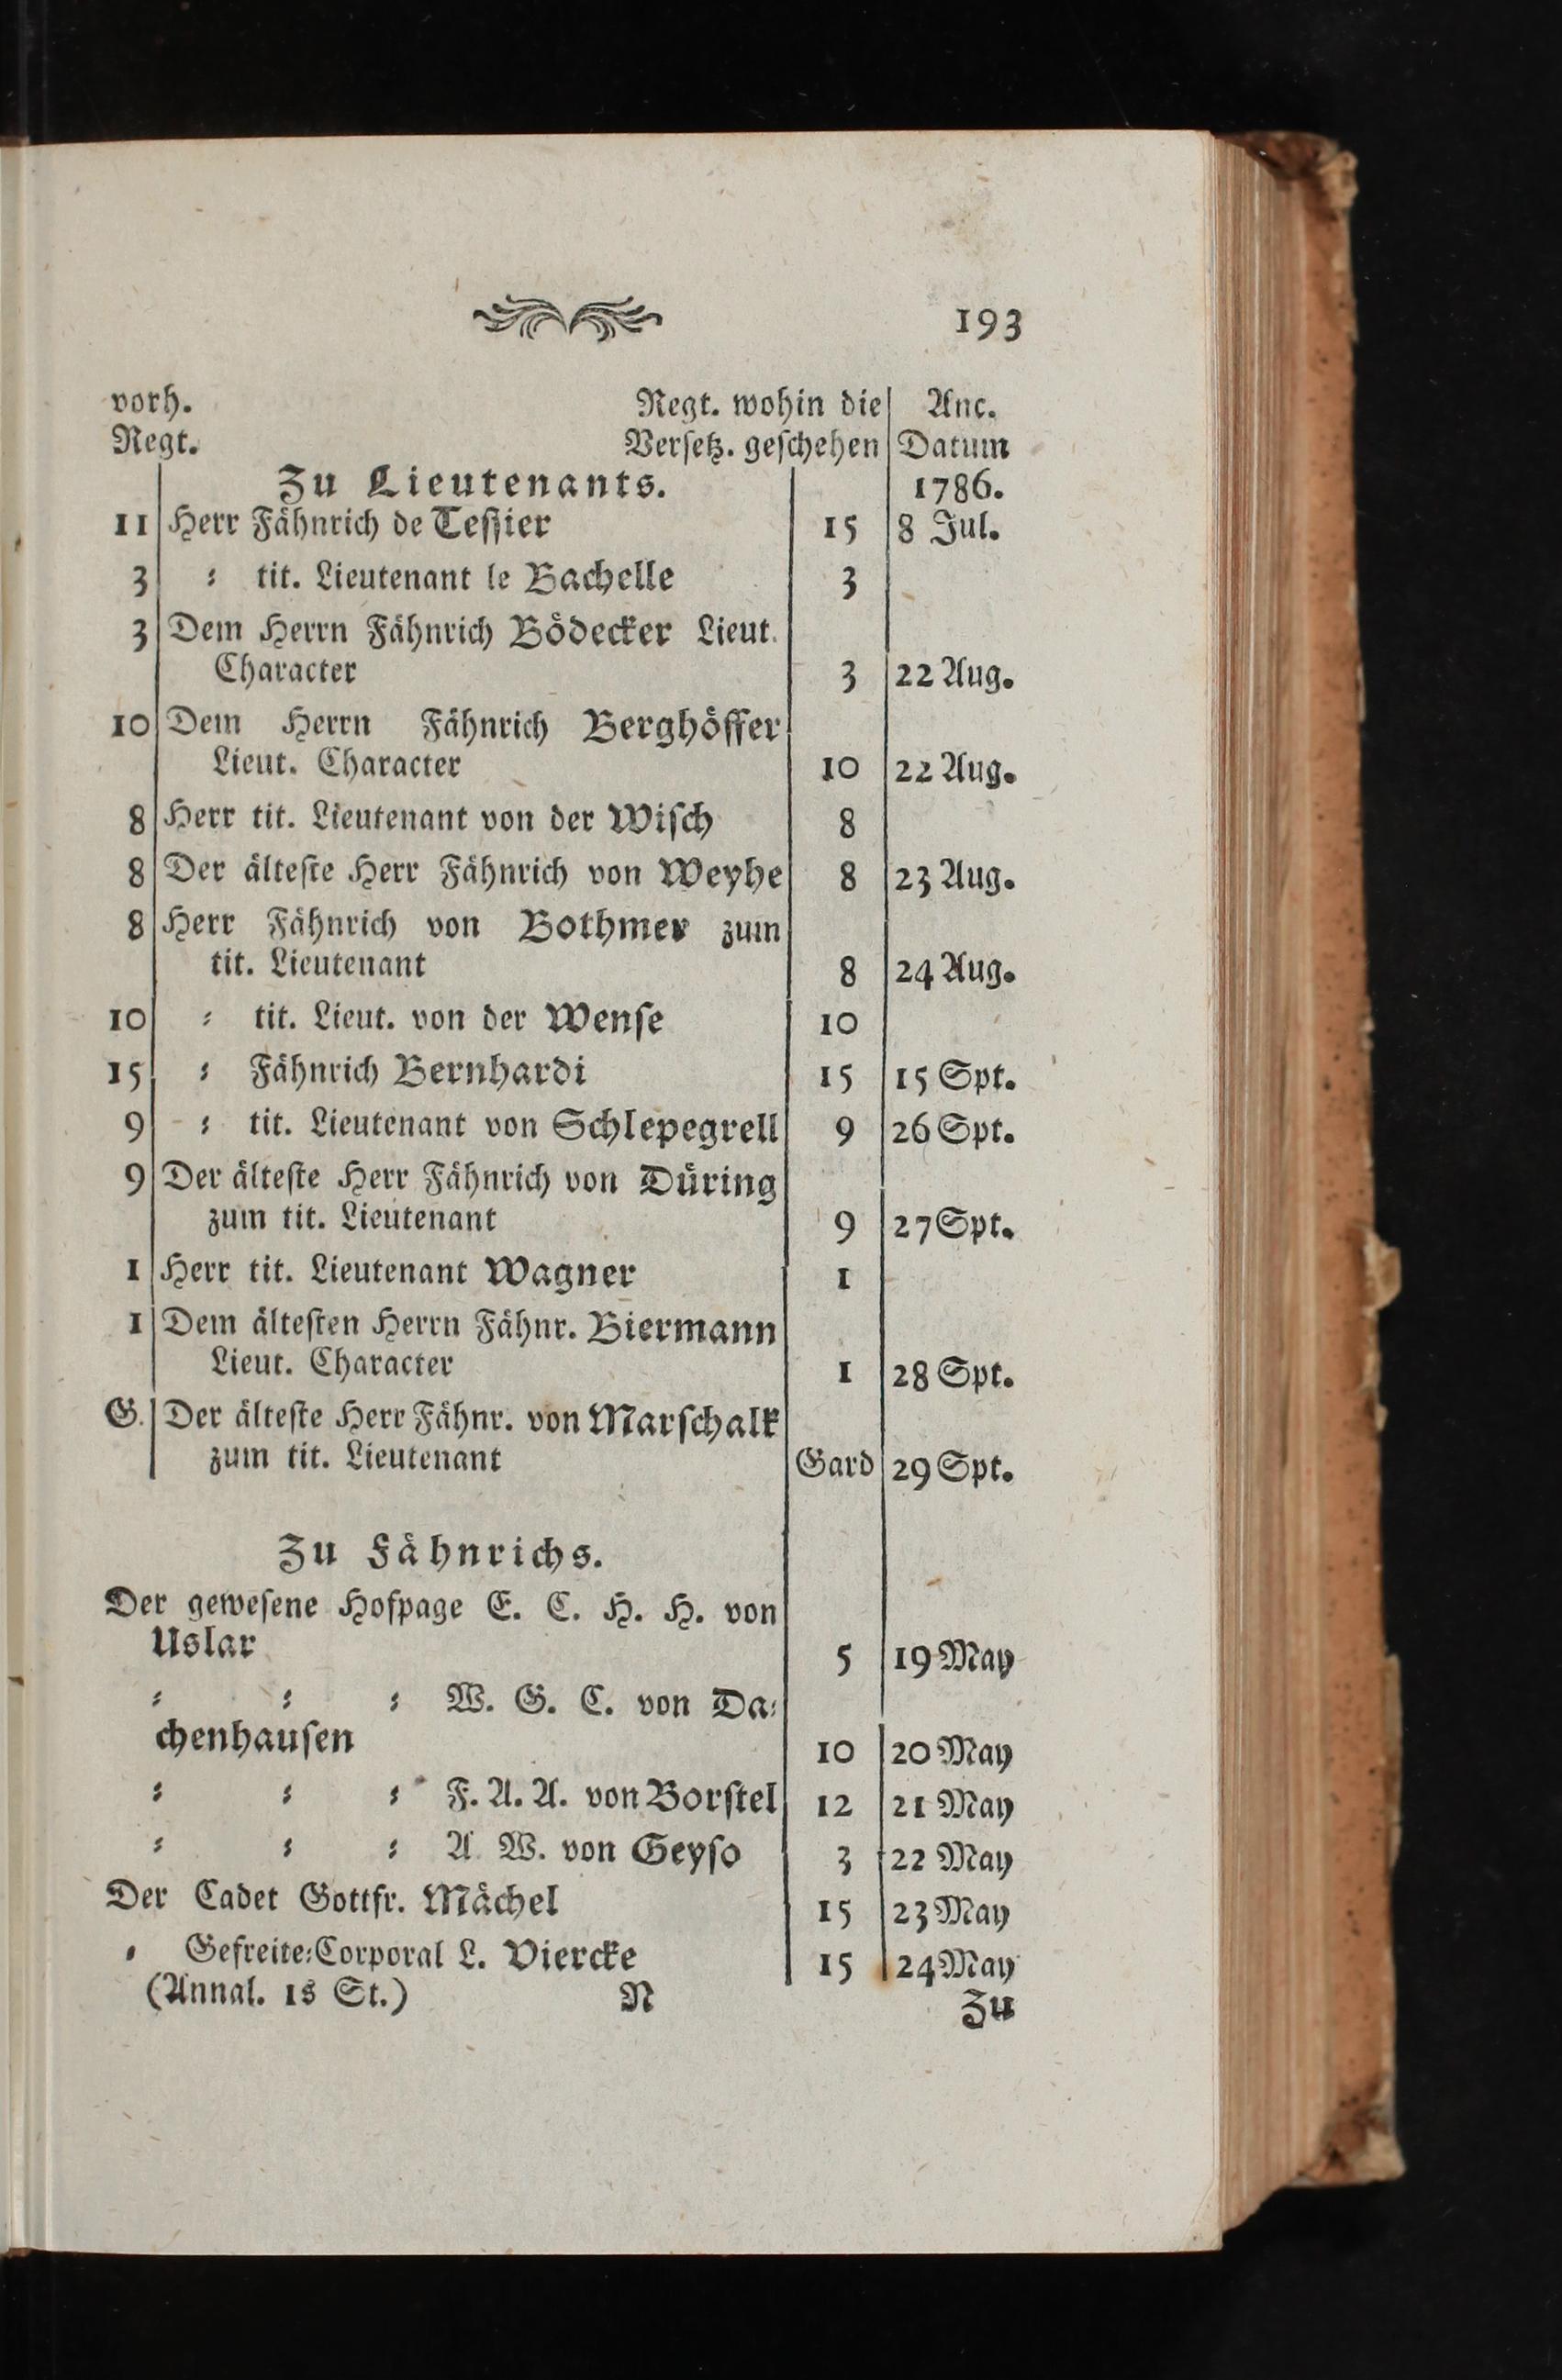 193
vorh. Regt. wohin die Anc.
Regt. Versetz. geschehen Datum
Zu Lieutenants. 1786.
11 Herr Fähnrich de Tessier 15 8 Jul.
3 ⸗ tit. Lieutenant le Bachelle 3
3 Dem Herrn Fähnrich Bödecker Lieut.
Character 3 22 Aug.
10 Dem Herrn Fähnrich Berghöffer
Lieut. Character 10 22 Aug.
8 Herr tit. Lieutenant von der Wisch 8
8 Der älteste Herr Fähnrich von Weyhe 8 23 Aug.
8 Herr Fähnrich von Bothmer zum
tit. Lieutenant 8 24 Aug.
10 ⸗ tit. Lieut. von der Wense 10
15 ⸗ Fähnrich Bernhardi 15 15 Spt.
9 ⸗ tit. Lieutenant von Schlepegrell 9 26 Spt.
9 Der älteste Herr Fähnrich von Düring
zum tit. Lieutenant 9 27 Spt.
1 Herr tit. Lieutenant Wagner 1
1 Dem ältesten Herrn Fähnr. Biermann
Lieut. Character 1 28 Spt.
G. Der älteste Herr Fähnr. von Marschalk
zum tit. Lieutenant Gard 29 Spt.
Zu Fähnrichs.
Der gewesene Hofpage E. C. H. H. von
Uslar 5 19 May
⸗ ⸗ ⸗ W. G. C. von Da⸗
chenhausen 10 20 May
⸗ ⸗ ⸗ F. A. A. von Borstel 12 21 May
⸗ ⸗ ⸗ A W. von Geyso 3 22 May
Der Cadet Gottfr. Mächel 15 23 May
⸗ Gefreite⸗Corporal L. Viercke 15 24 May
(Annal. 1s St.) N Zu